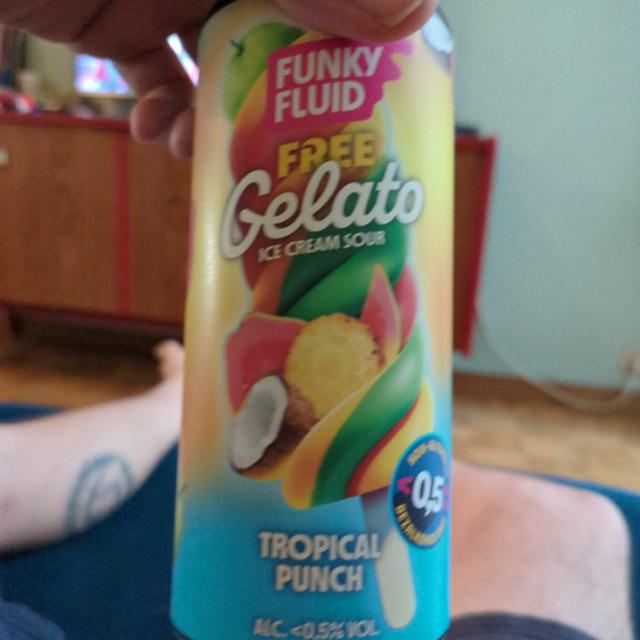 FUNKY
FLUID
FREE
Gelato
ICE CREAM SOUR
<0,5
TROPICAL
PUNCH
ALC. <0.5% VOL.